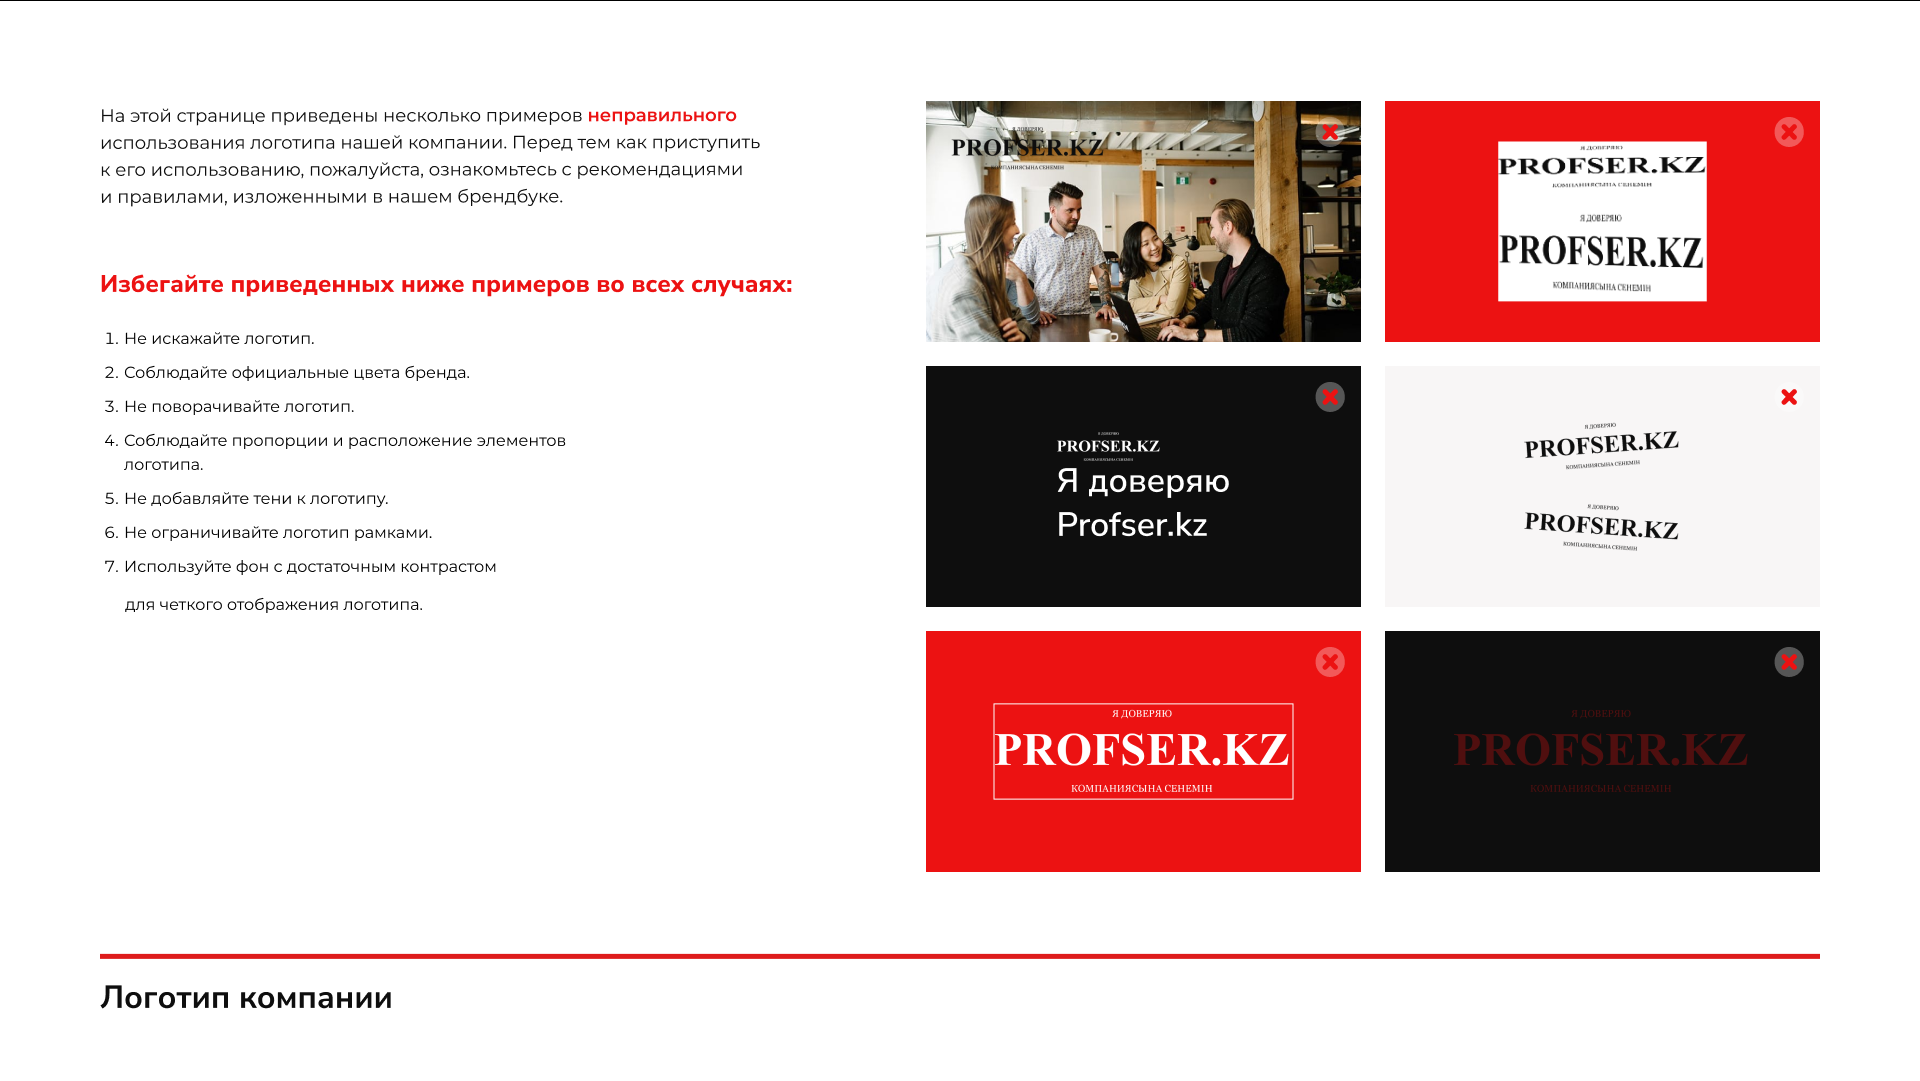 На этой странице приведены несколько примеров неправильного
использования логотипа нашей компании. Перед тем как приступить
к его использованию, пожалуйста, ознакомьтесь с рекомендациями
и правилами, изложенными в нашем брендбуке.
Избегайте приведенных ниже примеров во всех случаях:
1. Не искажайте логотип.
2. Соблюдайте официальные цвета бренда.
3. Не поворачивайте логотип.
4. Соблюдайте пропорции и расположение элементов
логотипа.
5. Не добавляйте тени к логотипу.
6. Не ограничивайте логотип рамками.
7. Используйте фон с достаточным контрастом
для четкого отображения логотипа.
Я ДОВЕРЯЮ
PROFSER.KZ
КОМПАНИЯСЫНА СЕНЕМІН
Я ДОВЕРЯЮ
PROFSER.KZ
КОМПАНИЯСЫНА СЕНЕМІН
Я ДОВЕРЯЮ
PROFSER.KZ
КОМПАНИЯСЫНА СЕНЕМІН
Я ДОВЕРЯЮ
PROFSER.KZ
КОМПАНИЯСЫНА СЕНЕМІН
Я доверяю
Profser.kz
Я ДОВЕРЯЮ
PROFSER.KZ
КОМПАНИЯСЫНА СЕНЕМІН
Я ДОВЕРЯЮ
PROFSER.KZ
КОМПАНИЯСЫНА СЕНЕМІН
Я ДОВЕРЯЮ
PROFSER.KZ
КОМПАНИЯСЫНА СЕНЕМІН
Я ДОВЕРЯЮ
PROFSER.KZ
КОМПАНИЯСЫНА СЕНЕМІН
Логотип компании